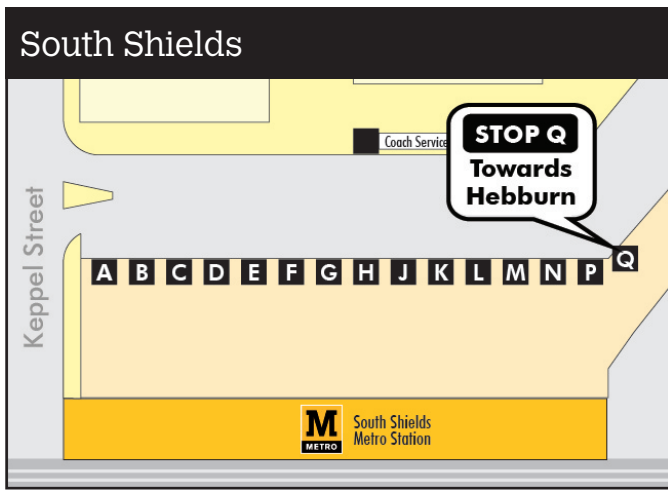 South Shields
Coach Service
STOP Q
Towards
Hebburn
Keppel Street
A B C D E F G H J K L M N P Q
M
METRO
South Shields
Metro Station